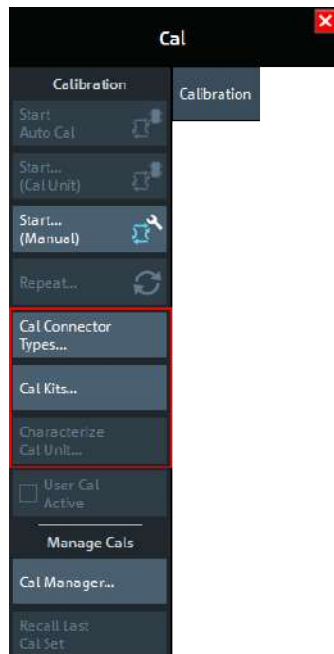 Cal
Calibration
Calibration
Start
Auto Cal
Start...
(Cal Unit)
Start...
(Manual)
Repeat...
Cal Connector
Types...
Cal Kits...
Characterize
Cal Unit...
User Cal
Active
Manage Cals
Cal Manager...
Recall Last
Cal Set